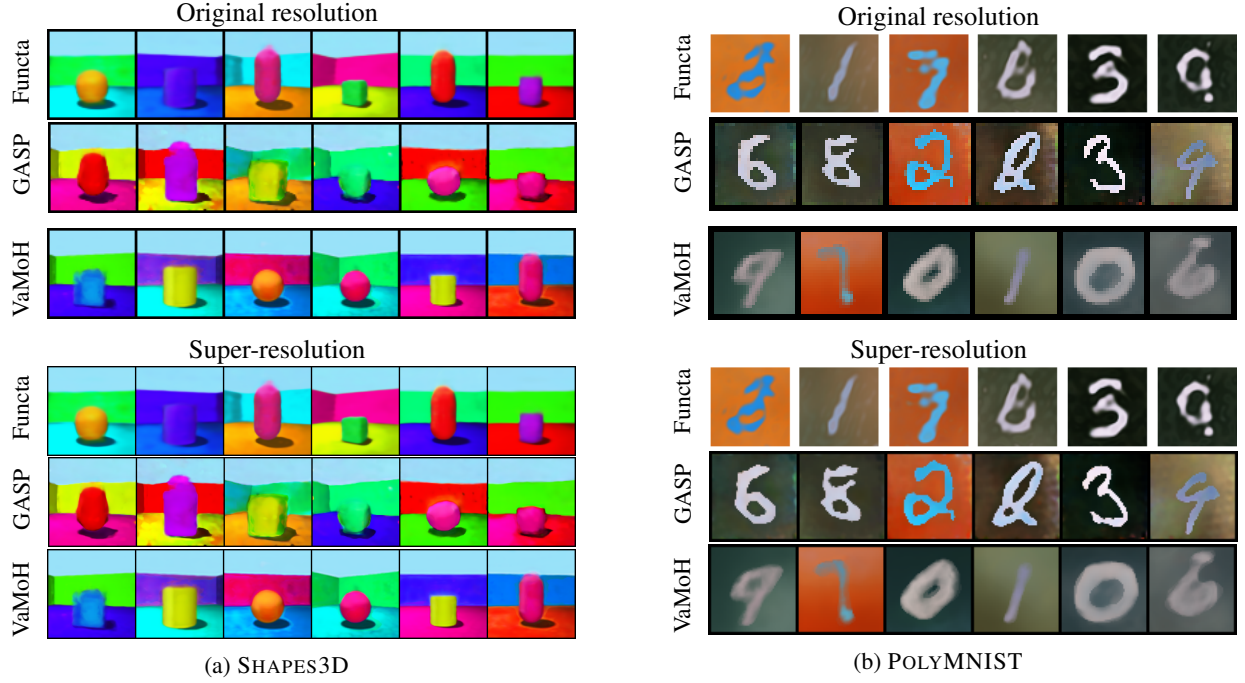 Original resolution
Functa
GASP
VaMoH
Super-resolution
Functa
GASP
VaMoH
(a) SHAPES3D
Original resolution
Functa
GASP
VaMoH
Super-resolution
Functa
GASP
VaMoH
(b) POLYMNIST